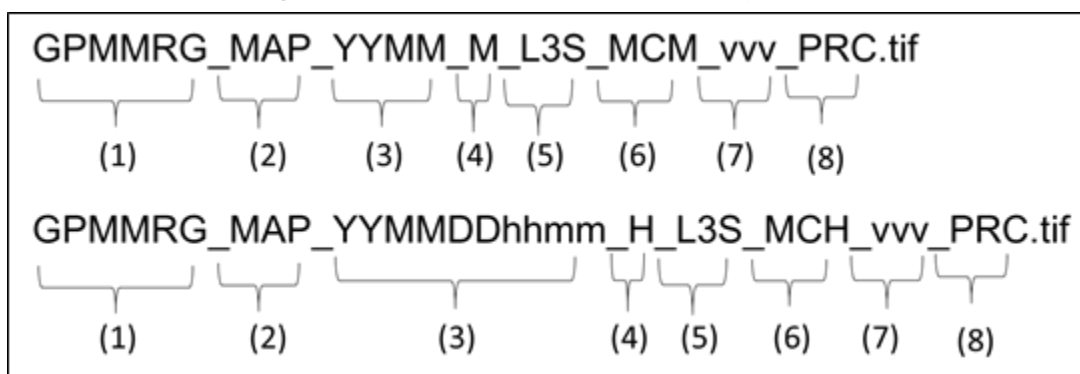 GPMMRG_MAP_YYMM_M_L3S_MCM_vvv_PRC.tif
(1) (2) (3) (4) (5) (6) (7) (8)
GPMMRG_MAP_YYMMDDhhmm_H_L3S_MCH_vvv_PRC.tif
(1) (2) (3) (4) (5) (6) (7) (8)